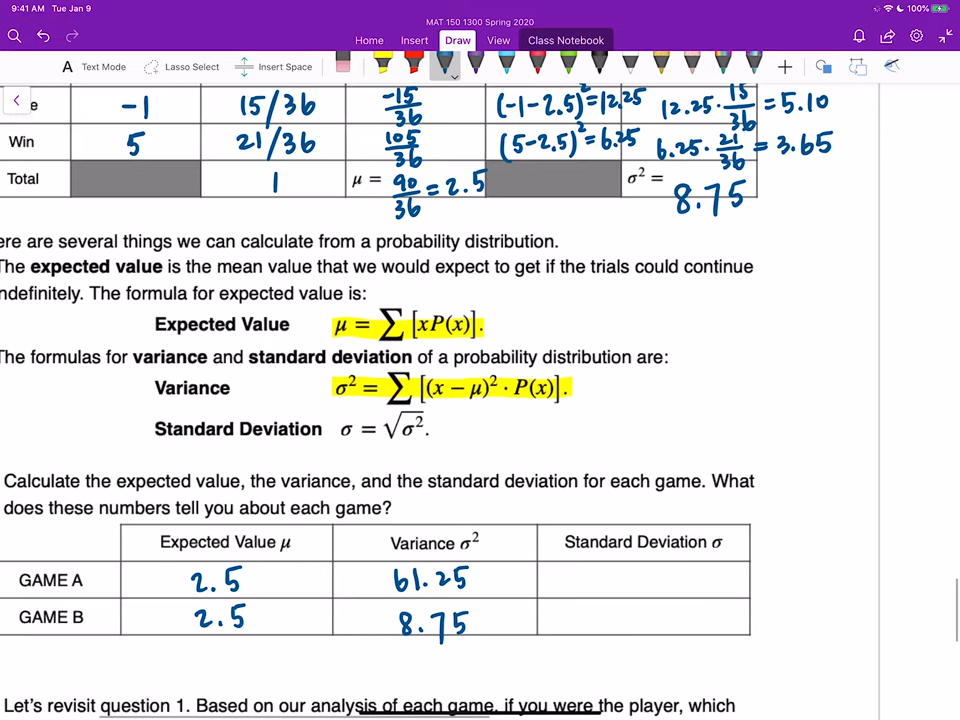 9:41 AM Tue Jan 9
100%
MAT 150 1300 Spring 2020
Home Insert Draw View Class Notebook
A Text Mode Lasso Select Insert Space
e -1 15/36 -15/36 (-1-2.5)²=12.25 12.25·15/36=5.10
Win 5 21/36 105/36 (5-2.5)²=6.25 6.25·21/36=3.65
Total 1 μ = 90/36=2.5 σ² = 8.75
ere are several things we can calculate from a probability distribution.
The expected value is the mean value that we would expect to get if the trials could continue
ndefinitely. The formula for expected value is:
Expected Value μ = ∑ [xP(x)].
The formulas for variance and standard deviation of a probability distribution are:
Variance σ² = ∑ [(x − μ)² · P(x)].
Standard Deviation σ = √σ².
Calculate the expected value, the variance, and the standard deviation for each game. What
does these numbers tell you about each game?
Expected Value μ Variance σ² Standard Deviation σ
GAME A 2.5 61.25
GAME B 2.5 8.75
Let's revisit question 1. Based on our analysis of each game, if you were the player, which